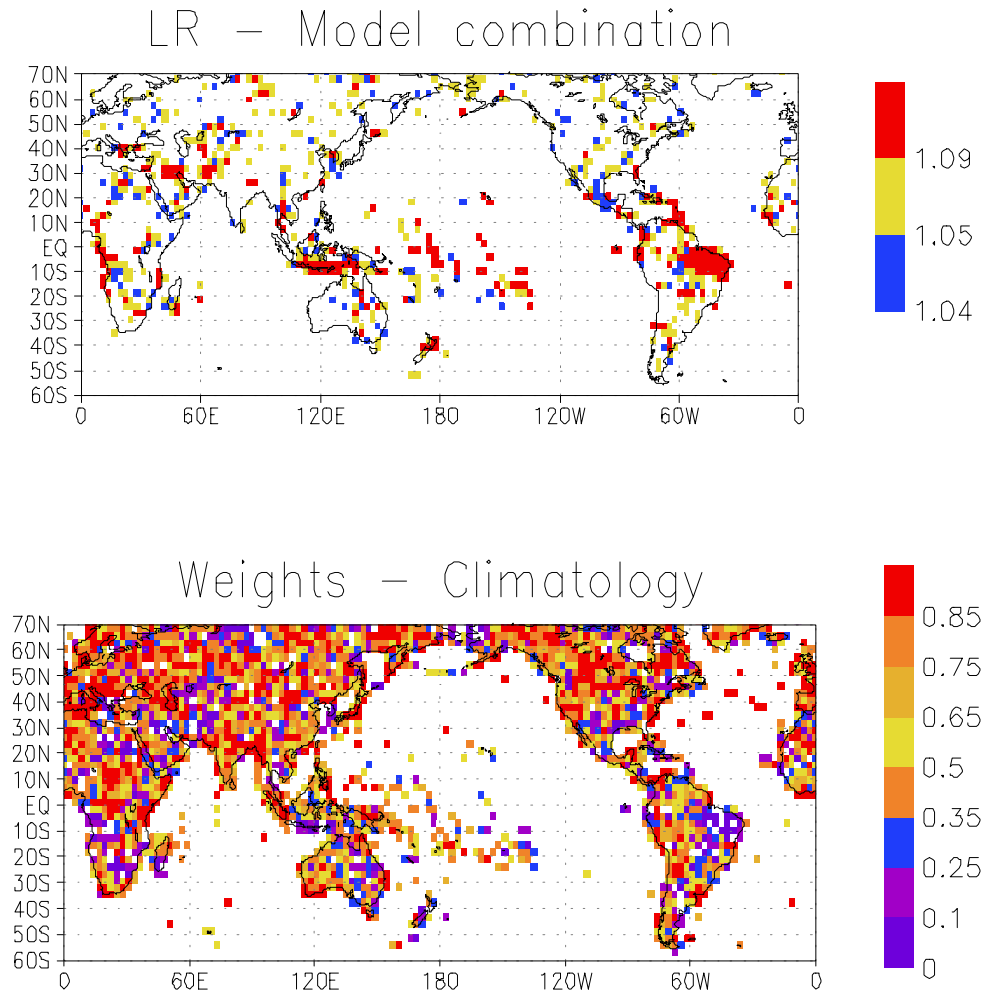 LR - Model combination
70N
60N
50N
40N
30N
20N
10N
EQ
10S
20S
30S
40S
50S
60S
0 60E 120E 180 120W 60W 0
1.09
1.05
1.04
Weights - Climatology
70N
60N
50N
40N
30N
20N
10N
EQ
10S
20S
30S
40S
50S
60S
0 60E 120E 180 120W 60W 0
0.85
0.75
0.65
0.5
0.35
0.25
0.1
0